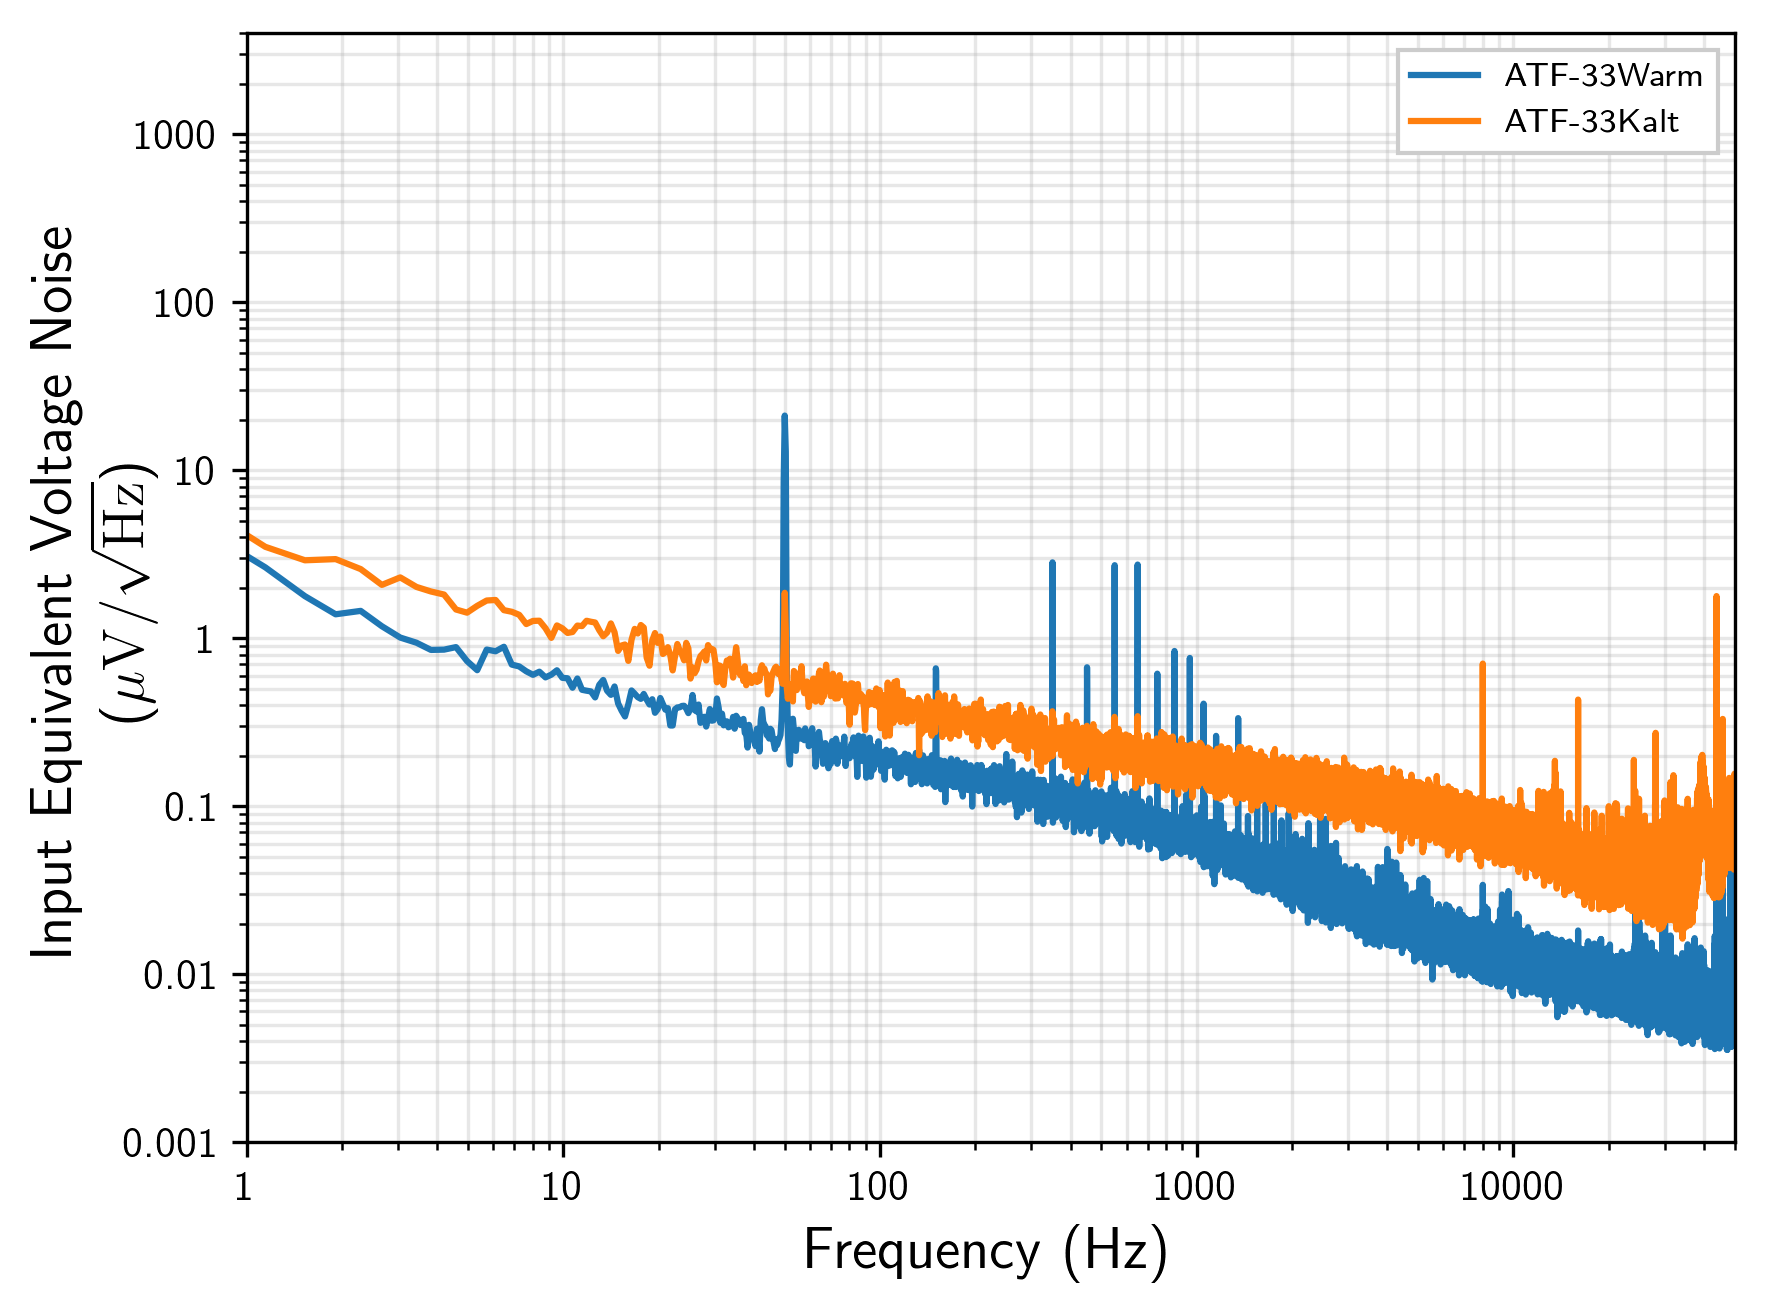 ATF-33Warm
ATF-33Kalt
Input Equivalent Voltage Noise
(μV/√Hz)
1000
100
10
1
0.1
0.01
0.001
1
10
100
1000
10000
Frequency (Hz)